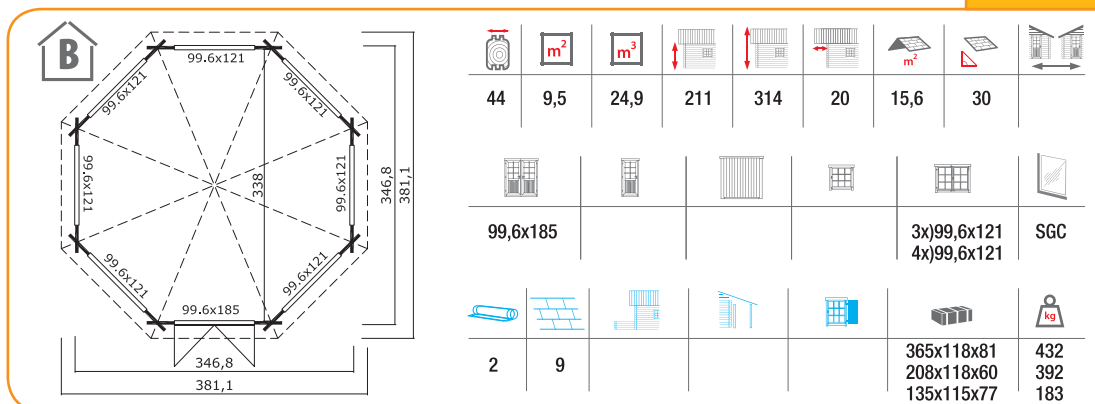 B
99.6x121
99.6x121
99.6x121
99.6x121
99.6x121
338
346,8
381,1
99.6x121
99.6x121
99.6x185
346,8
381,1
m²
m³
m²
44
9,5
24,9
211
314
20
15,6
30
99,6x185
3x)99,6x121
4x)99,6x121
SGC
kg
2
9
365x118x81
432
208x118x60
392
135x115x77
183